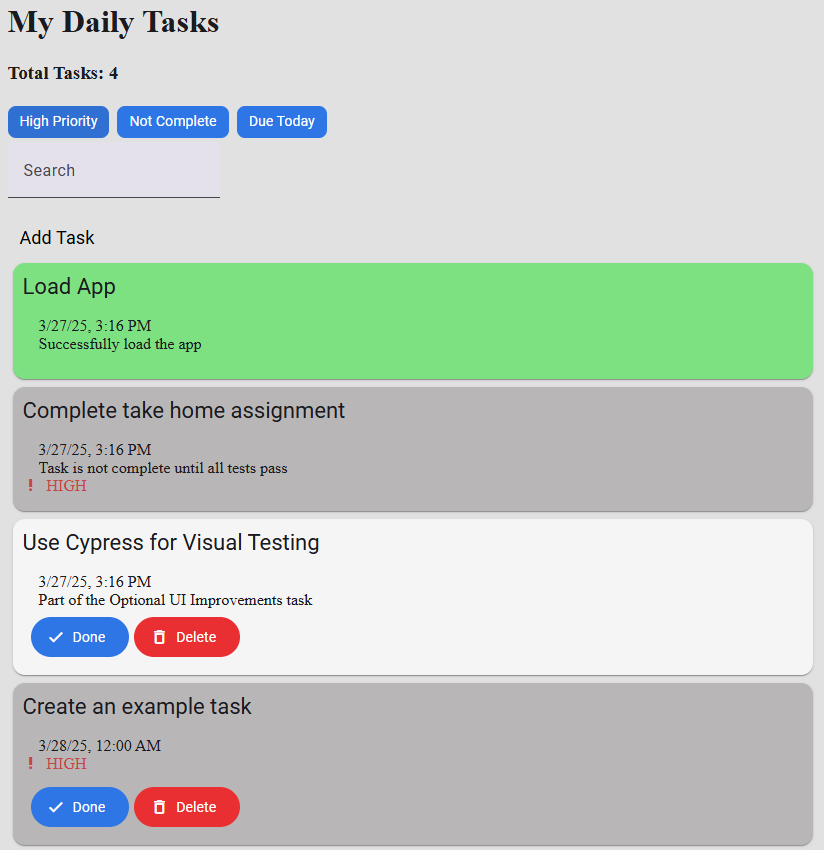 My Daily Tasks
Total Tasks: 4
High Priority Not Complete Due Today
Search
Add Task
Load App
3/27/25, 3:16 PM
Successfully load the app
Complete take home assignment
3/27/25, 3:16 PM
Task is not complete until all tests pass
! HIGH
Use Cypress for Visual Testing
3/27/25, 3:16 PM
Part of the Optional UI Improvements task
Done Delete
Create an example task
3/28/25, 12:00 AM
! HIGH
Done Delete